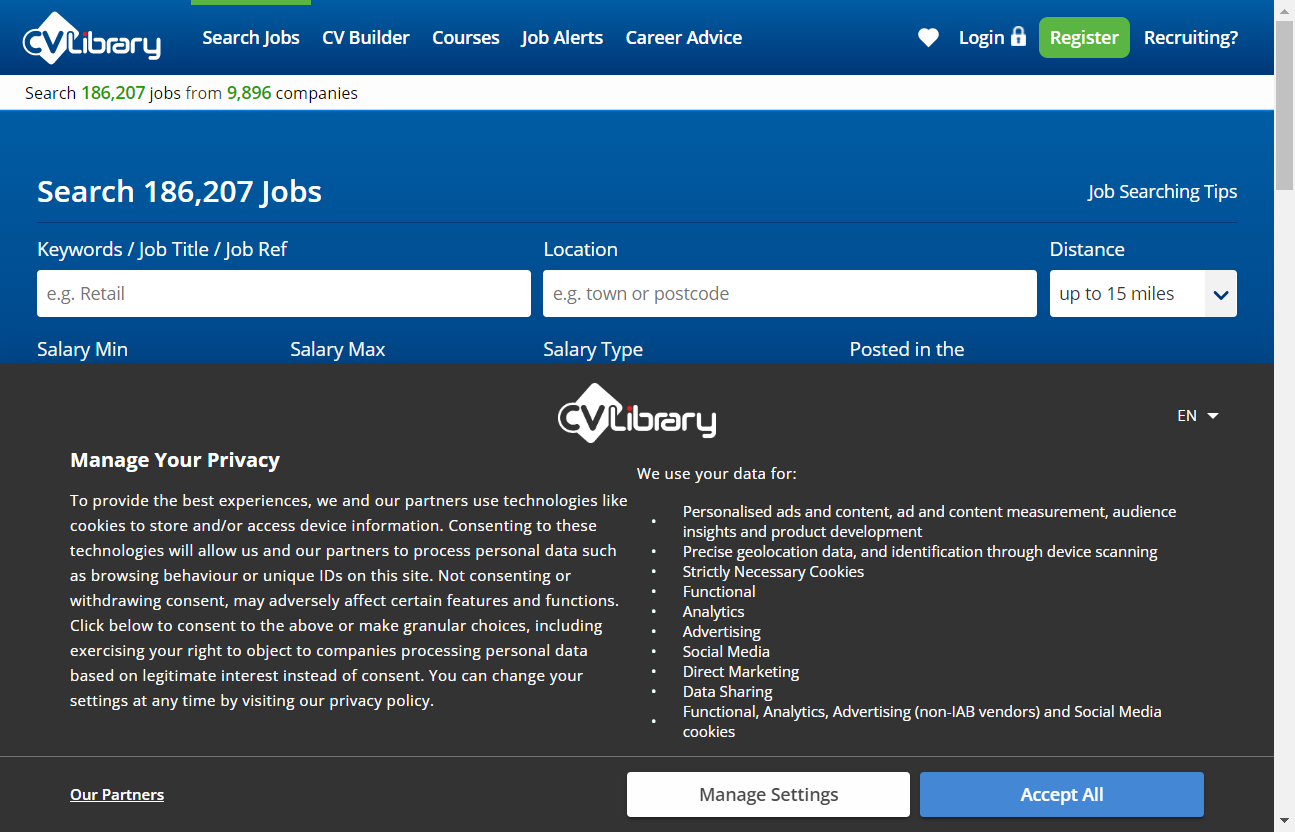 CVLibrary Search Jobs CV Builder Courses Job Alerts Career Advice Login Register Recruiting?
Search 186,207 jobs from 9,896 companies
Search 186,207 Jobs
Job Searching Tips
Keywords / Job Title / Job Ref
Location
Distance
e.g. Retail
e.g. town or postcode
up to 15 miles
Salary Min
Salary Max
Salary Type
Posted in the
CVLibrary
EN
Manage Your Privacy
To provide the best experiences, we and our partners use technologies like
cookies to store and/or access device information. Consenting to these
technologies will allow us and our partners to process personal data such
as browsing behaviour or unique IDs on this site. Not consenting or
withdrawing consent, may adversely affect certain features and functions.
Click below to consent to the above or make granular choices, including
exercising your right to object to companies processing personal data
based on legitimate interest instead of consent. You can change your
settings at any time by visiting our privacy policy.
We use your data for:
• Personalised ads and content, ad and content measurement, audience
insights and product development
• Precise geolocation data, and identification through device scanning
• Strictly Necessary Cookies
• Functional
• Analytics
• Advertising
• Social Media
• Direct Marketing
• Data Sharing
• Functional, Analytics, Advertising (non-IAB vendors) and Social Media
cookies
Our Partners
Manage Settings
Accept All